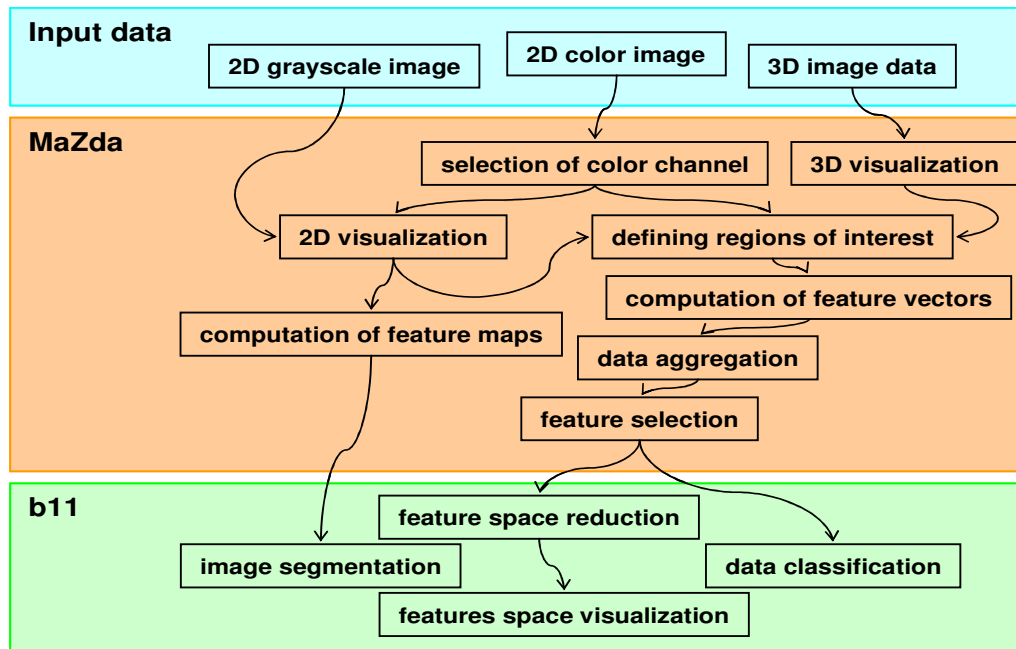 Input data
2D grayscale image
2D color image
3D image data
MaZda
selection of color channel
3D visualization
2D visualization
defining regions of interest
computation of feature vectors
computation of feature maps
data aggregation
feature selection
b11
feature space reduction
image segmentation
data classification
features space visualization